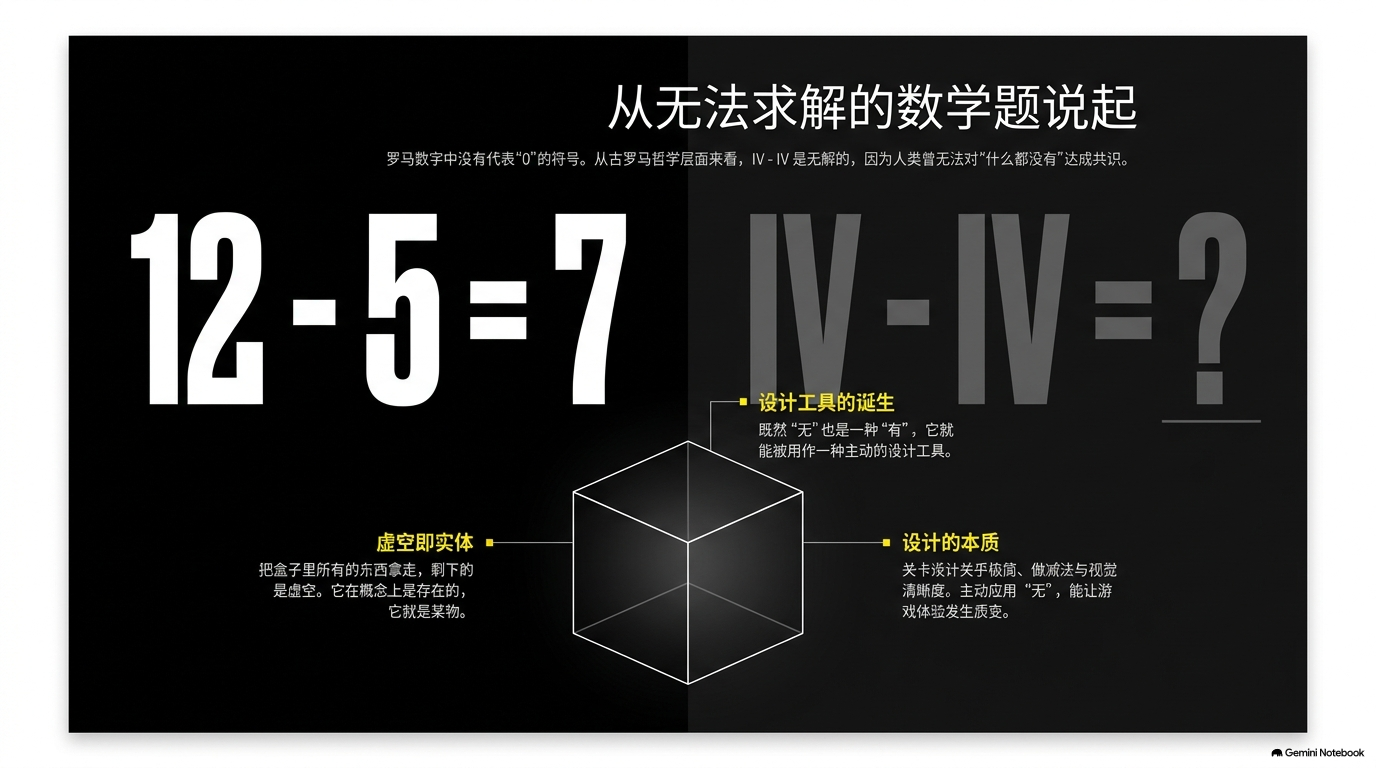 从无法求解的数学题说起
罗马数字中没有代表“0”的符号。从古罗马哲学层面来看，IV - IV 是无解的，因为人类曾无法对“什么都没有”达成共识。
12 - 5 = 7
IV - IV = ?
设计工具的诞生
既然“无”也是一种“有”，它就
能被用作一种主动的设计工具。
虚空即实体
把盒子里所有的东西拿走，剩下的
是虚空。它在概念上是存在的，
它就是某物。
设计的本质
关卡设计关乎极简、做减法与视觉
清晰度。主动应用“无”，能让游
戏体验发生质变。
Gemini Notebook